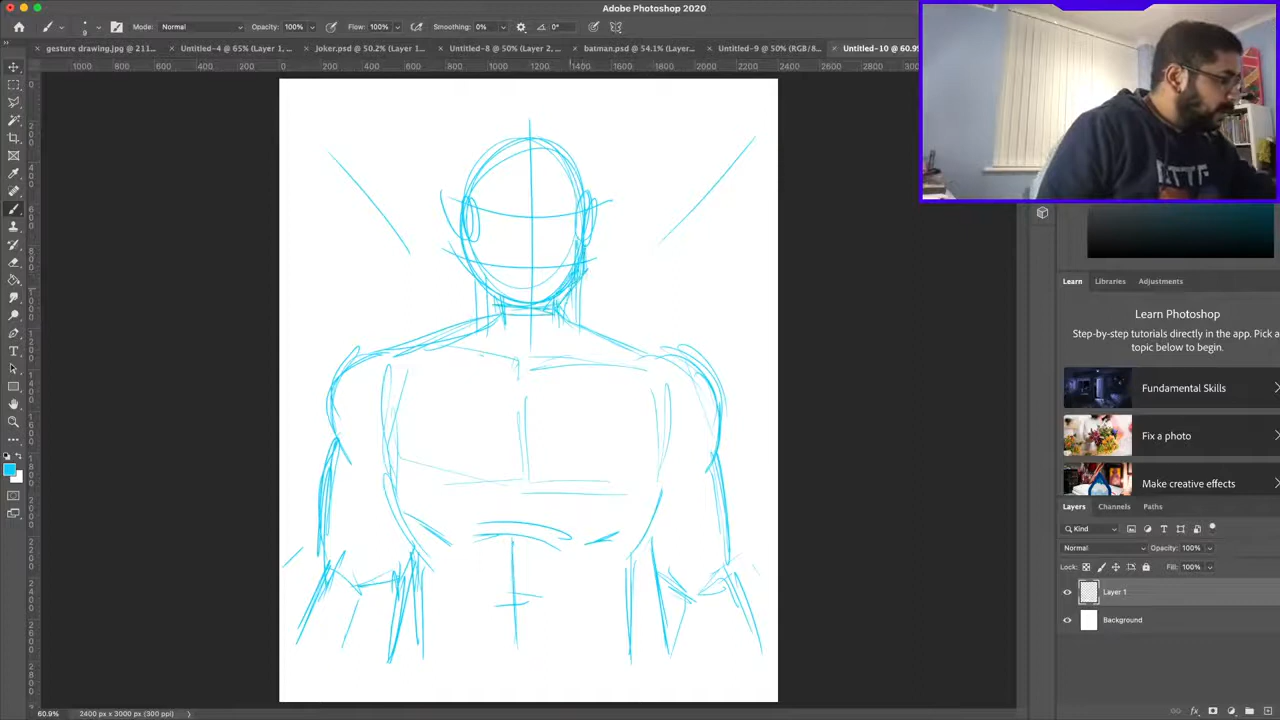 Adobe Photoshop 2020
Mode: Normal Opacity: 100% Flow: 100% Smoothing: 0% 0°
gesture drawing.jpg @ 211... × Untitled-4 @ 65% (Layer 1, ... × Joker.psd @ 50.2% (Layer 1... × Untitled-8 @ 50% (Layer 2, ... × batman.psd @ 54.1% (Laye... × Untitled-9 @ 50% (RGB/8... × Untitled-10 @ 60.9%
1000 800 600 400 200 0 200 400 600 800 1000 1200 1400 1600 1800 2000 2200 2400 2600 2800 3000
Learn Libraries Adjustments
Learn Photoshop
Step-by-step tutorials directly in the app. Pick a
topic below to begin.
Fundamental Skills
Fix a photo
Make creative effects
Layers Channels Paths
Kind
Normal Opacity: 100%
Lock: Fill: 100%
Layer 1
Background
60.9% 2400 px x 3000 px (300 ppi)